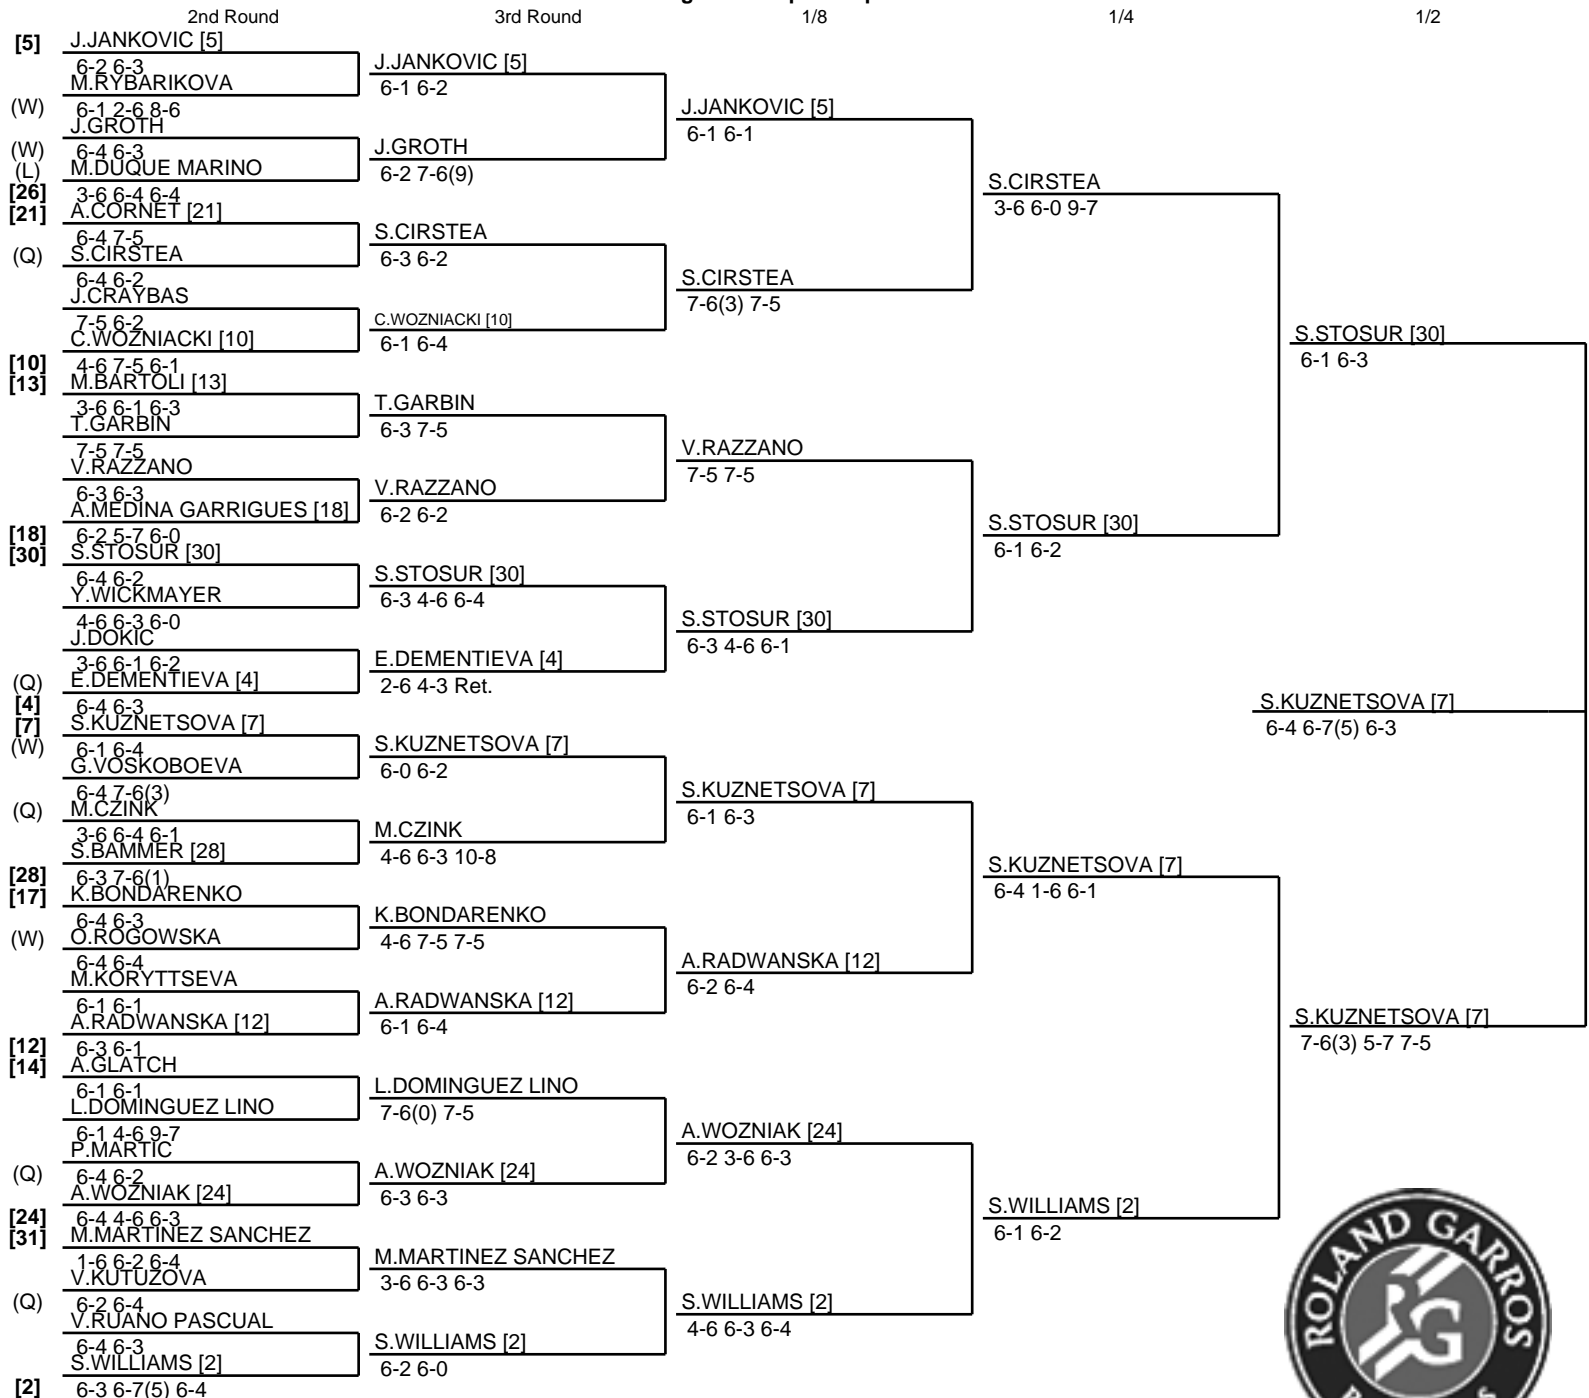 2nd Round 3rd Round 1/8 1/4 1/2
[5] J.JANKOVIC [5]
6-2 6-3
J.JANKOVIC [5]
M.RYBARIKOVA
6-1 6-2
(W) 6-1 2-6 8-6
J.JANKOVIC [5]
J.GROTH
6-1 6-1
(W) 6-4 6-3
J.GROTH
(L) M.DUQUE MARINO
6-2 7-6(9)
[26] 3-6 6-4 6-4
S.CIRSTEA
3-6 6-0 9-7
[21] A.CORNET [21]
6-4 7-5
S.CIRSTEA
(Q) S.CIRSTEA
6-3 6-2
6-4 6-2
S.CIRSTEA
J.CRAYBAS
7-6(3) 7-5
7-5 6-2
C.WOZNIACKI [10]
C.WOZNIACKI [10]
6-1 6-4
S.STOSUR [30]
6-1 6-3
[10] 4-6 7-5 6-1
[13] M.BARTOLI [13]
3-6 6-1 6-3
T.GARBIN
T.GARBIN
6-3 7-5
7-5 7-5
V.RAZZANO
V.RAZZANO
7-5 7-5
6-3 6-3
V.RAZZANO
A.MEDINA GARRIGUES [18]
6-2 6-2
[18] 6-2 5-7 6-0
S.STOSUR [30]
6-1 6-2
[30] S.STOSUR [30]
6-4 6-2
S.STOSUR [30]
Y.WICKMAYER
6-3 4-6 6-4
4-6 6-3 6-0
S.STOSUR [30]
J.DOKIC
6-3 4-6 6-1
3-6 6-1 6-2
E.DEMENTIEVA [4]
(Q) E.DEMENTIEVA [4]
2-6 4-3 Ret.
[4] 6-4 6-3
S.KUZNETSOVA [7]
6-4 6-7(5) 6-3
[7] S.KUZNETSOVA [7]
(W) 6-1 6-4
S.KUZNETSOVA [7]
G.VOSKOBOEVA
6-0 6-2
6-4 7-6(3)
S.KUZNETSOVA [7]
(Q) M.CZINK
6-1 6-3
3-6 6-4 6-1
M.CZINK
S.BAMMER [28]
4-6 6-3 10-8
[28] 6-3 7-6(1)
S.KUZNETSOVA [7]
6-4 1-6 6-1
[17] K.BONDARENKO
6-4 6-3
K.BONDARENKO
(W) O.ROGOWSKA
4-6 7-5 7-5
6-4 6-4
A.RADWANSKA [12]
M.KORYTTSEVA
6-2 6-4
6-1 6-1
A.RADWANSKA [12]
A.RADWANSKA [12]
6-1 6-4
S.KUZNETSOVA [7]
7-6(3) 5-7 7-5
[12] 6-3 6-1
[14] A.GLATCH
6-1 6-1
L.DOMINGUEZ LINO
L.DOMINGUEZ LINO
7-6(0) 7-5
6-1 4-6 9-7
A.WOZNIAK [24]
P.MARTIC
6-2 3-6 6-3
(Q) 6-4 6-2
A.WOZNIAK [24]
A.WOZNIAK [24]
6-3 6-3
[24] 6-4 4-6 6-3
S.WILLIAMS [2]
6-1 6-2
[31] M.MARTINEZ SANCHEZ
1-6 6-2 6-4
M.MARTINEZ SANCHEZ
V.KUTUZOVA
3-6 6-3 6-3
(Q) 6-2 6-4
S.WILLIAMS [2]
V.RUANO PASCUAL
4-6 6-3 6-4
6-4 6-3
S.WILLIAMS [2]
S.WILLIAMS [2]
6-2 6-0
[2] 6-3 6-7(5) 6-4
ROLAND GARROS
RG